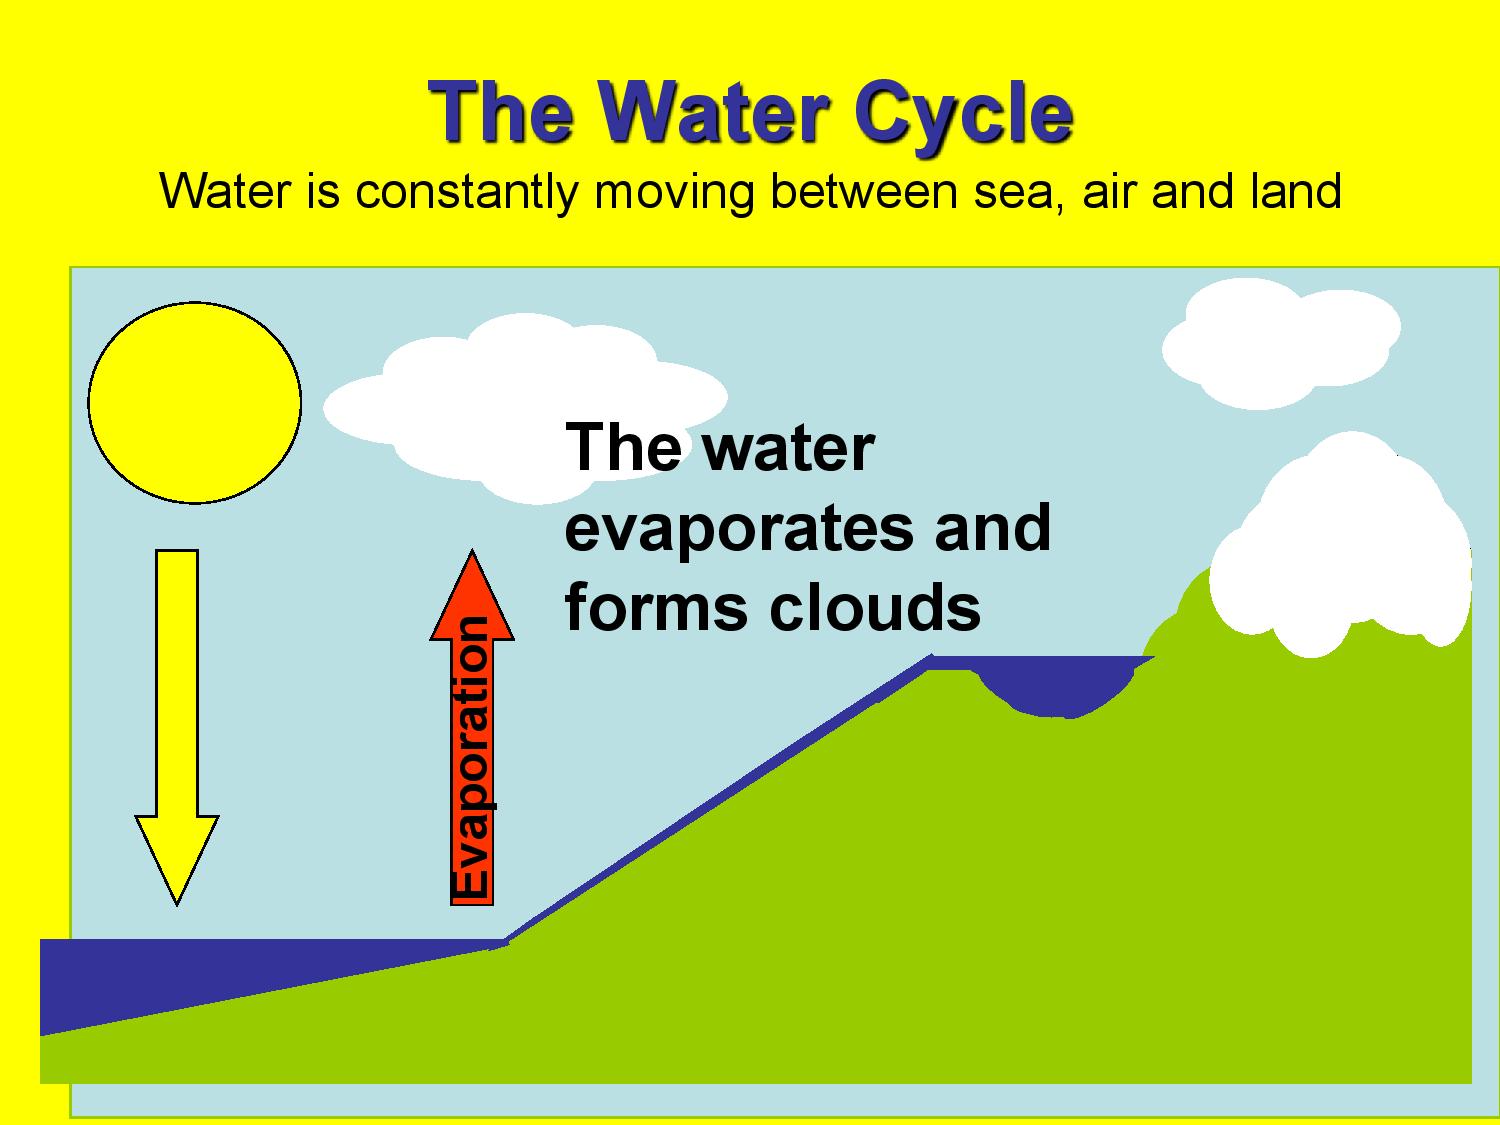 The Water Cycle
Water is constantly moving between sea, air and land
The water
evaporates and
forms clouds
Evaporation